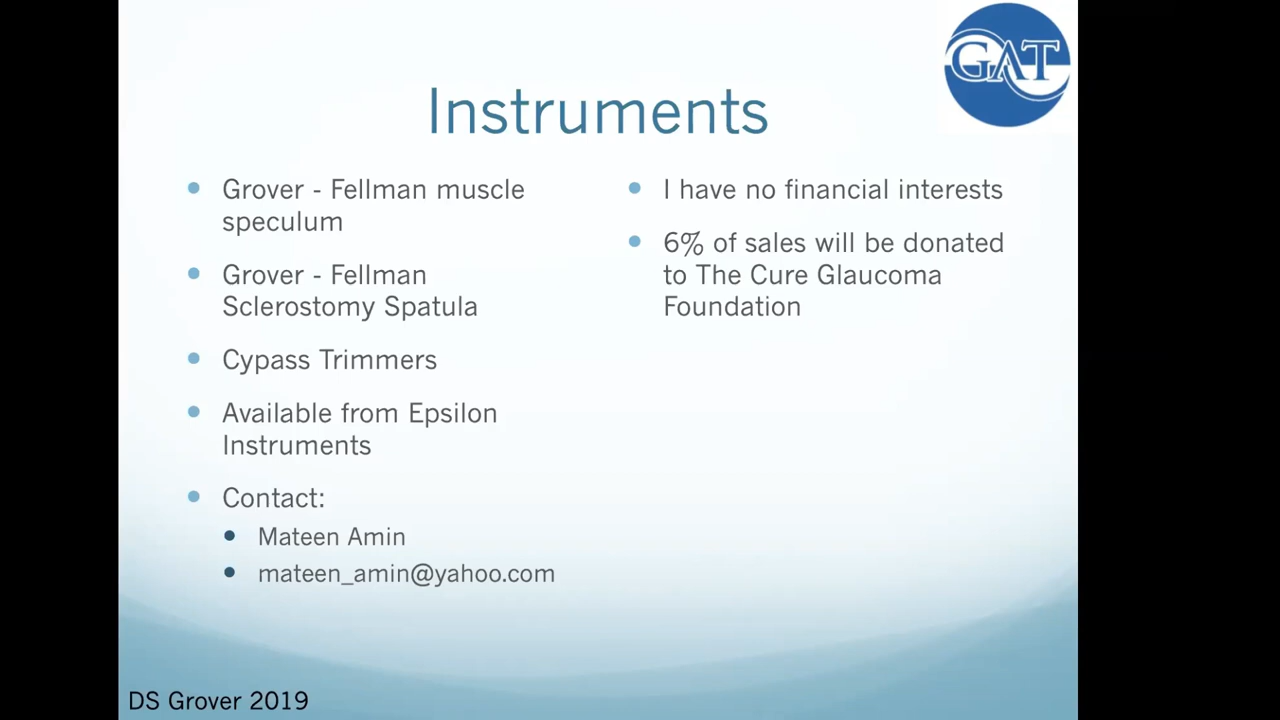 GAT
Instruments
Grover - Fellman muscle
speculum
Grover - Fellman
Sclerostomy Spatula
Cypass Trimmers
Available from Epsilon
Instruments
Contact:
Mateen Amin
mateen_amin@yahoo.com
I have no financial interests
6% of sales will be donated
to The Cure Glaucoma
Foundation
DS Grover 2019